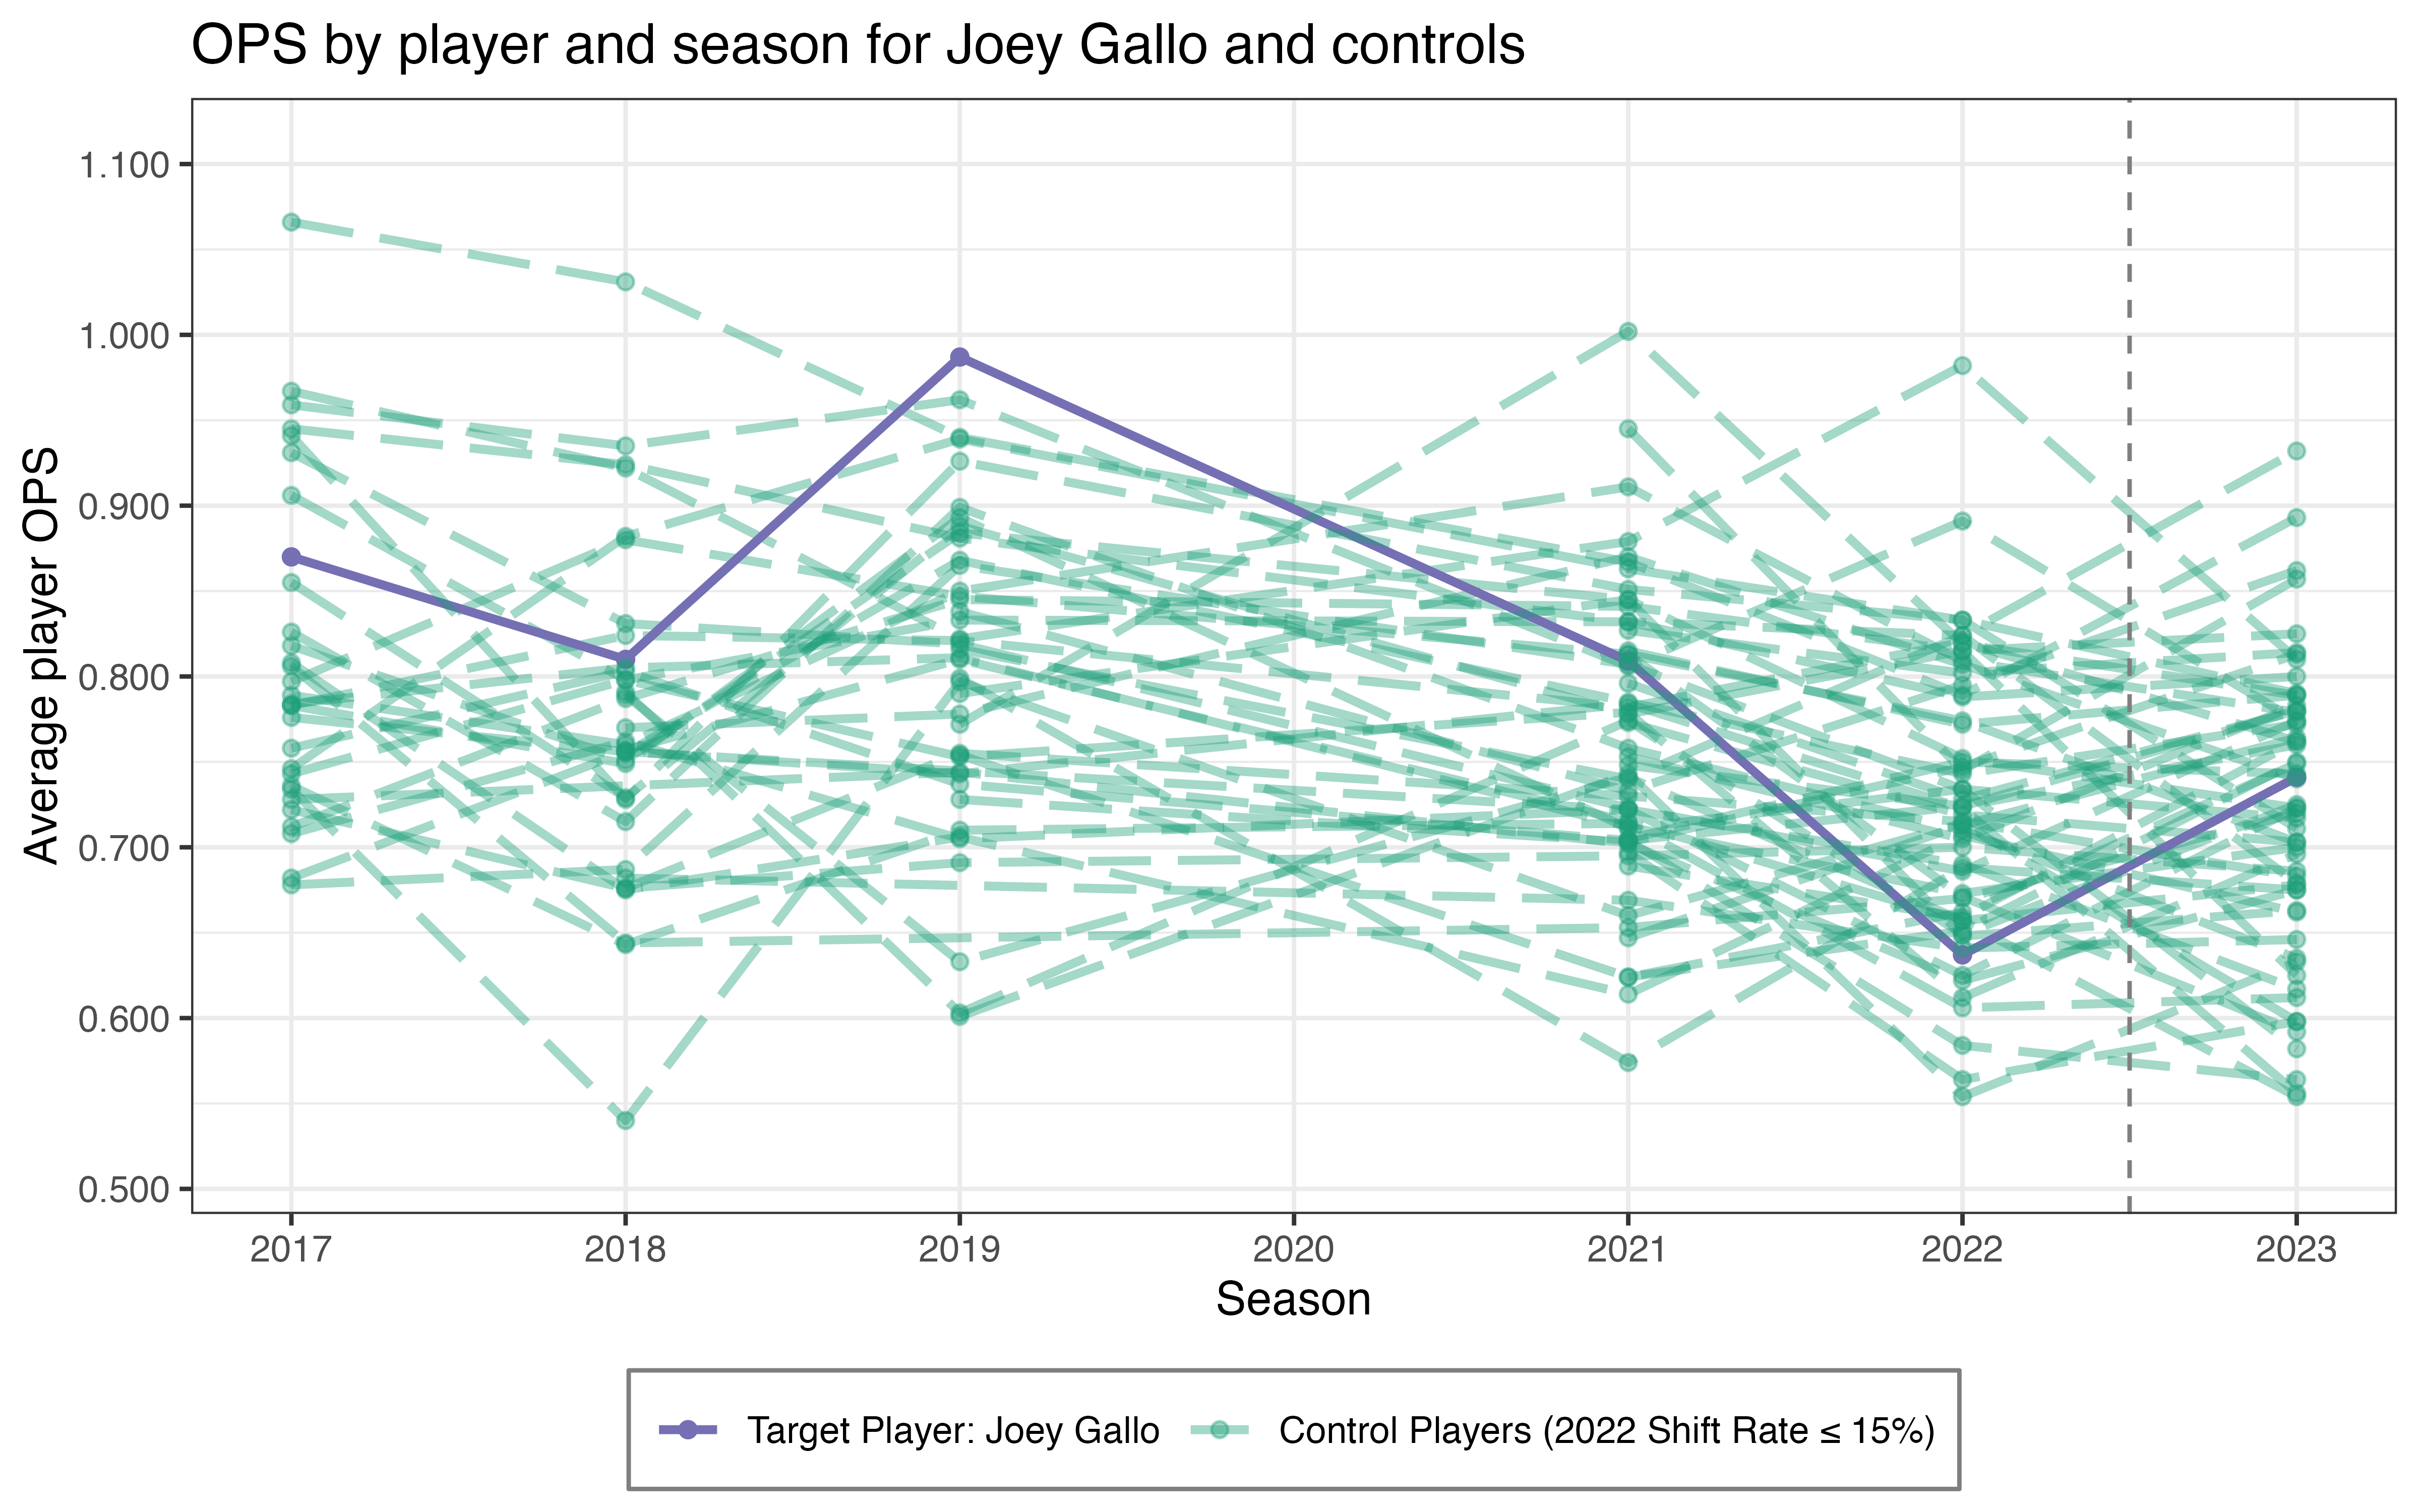 OPS by player and season for Joey Gallo and controls
Average player OPS
1.100
1.000
0.900
0.800
0.700
0.600
0.500
2017 2018 2019 2020 2021 2022 2023
Season
Target Player: Joey Gallo Control Players (2022 Shift Rate ≤ 15%)